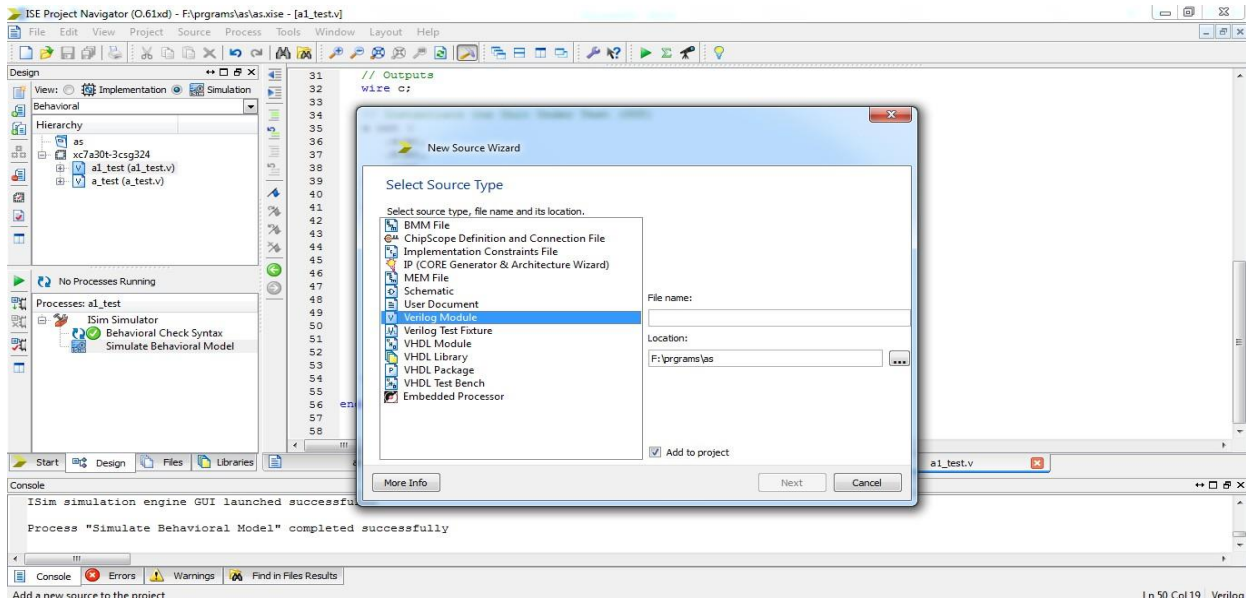 ISE Project Navigator (O.61xd) - F:\prgrams\as\as.xise - [a1_test.v]
File Edit View Project Source Process Tools Window Layout Help
Design
View: Implementation Simulation
Behavioral
Hierarchy
as
xc7a30t-3csg324
a1_test (a1_test.v)
a_test (a_test.v)
No Processes Running
Processes: a1_test
ISim Simulator
Behavioral Check Syntax
Simulate Behavioral Model
Start Design Files Libraries
31 // Outputs
32 wire c;
33
34
35
36
37
38
39
40
41
42
43
44
45
46
47
48
49
50
51
52
53
54
55
56 en
57
58
New Source Wizard
Select Source Type
Select source type, file name and its location.
BMM File
ChipScope Definition and Connection File
Implementation Constraints File
IP (CORE Generator & Architecture Wizard)
MEM File
Schematic
User Document
Verilog Module
Verilog Test Fixture
VHDL Module
VHDL Library
VHDL Package
VHDL Test Bench
Embedded Processor
File name:
Location:
F:\prgrams\as
...
Add to project
More Info Next Cancel
a1_test.v
Console
ISim simulation engine GUI launched successfu
Process "Simulate Behavioral Model" completed successfully
Console Errors Warnings Find in Files Results
Add a new source to the project
Ln 50 Col 19 Verilog